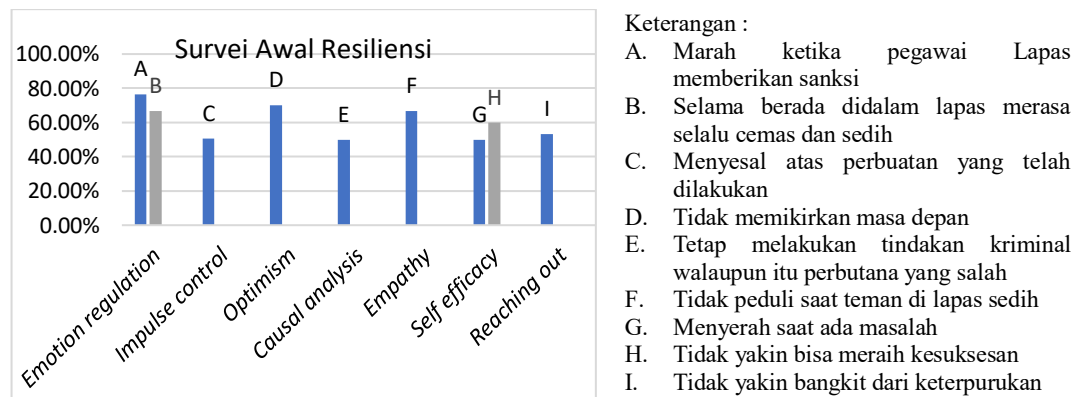 Survei Awal Resiliensi
100.00%
80.00%
60.00%
40.00%
20.00%
0.00%
A
B
C
D
E
F
G
H
I
Emotion regulation
Impulse control
Optimism
Causal analysis
Empathy
Self efficacy
Reaching out
Keterangan :
A. Marah ketika pegawai Lapas
memberikan sanksi
B. Selama berada didalam lapas merasa
selalu cemas dan sedih
C. Menyesal atas perbuatan yang telah
dilakukan
D. Tidak memikirkan masa depan
E. Tetap melakukan tindakan kriminal
walaupun itu perbutana yang salah
F. Tidak peduli saat teman di lapas sedih
G. Menyerah saat ada masalah
H. Tidak yakin bisa meraih kesuksesan
I. Tidak yakin bangkit dari keterpurukan